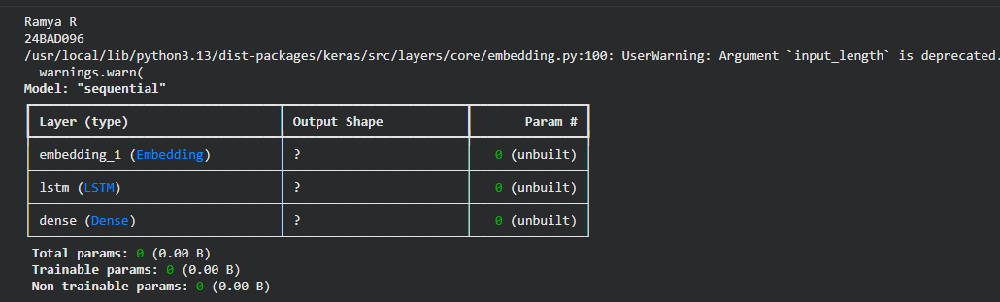 Ramya R
24BAD096
/usr/local/lib/python3.13/dist-packages/keras/src/layers/core/embedding.py:100: UserWarning: Argument `input_length` is deprecated.
warnings.warn(
Model: "sequential"
Layer (type) Output Shape Param #
embedding_1 (Embedding) ? 0 (unbuilt)
lstm (LSTM) ? 0 (unbuilt)
dense (Dense) ? 0 (unbuilt)
Total params: 0 (0.00 B)
Trainable params: 0 (0.00 B)
Non-trainable params: 0 (0.00 B)